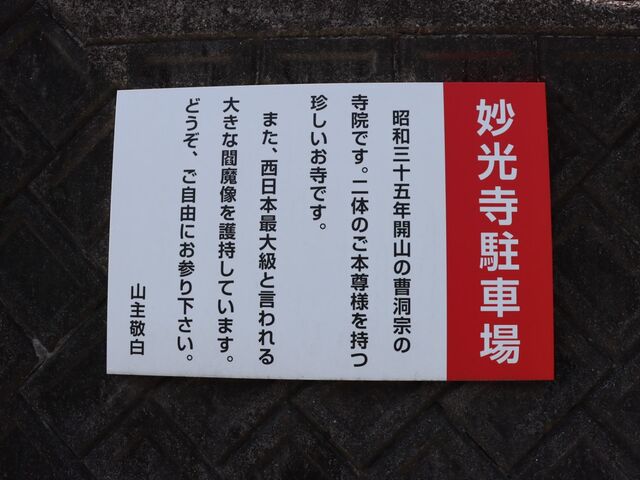 妙光寺駐車場
昭和三十五年開山の曹洞宗の
寺院です。二体のご本尊様を持つ
珍しいお寺です。
また、西日本最大級と言われる
大きな閻魔像を護持しています。
どうぞ、ご自由にお参り下さい。
山主敬白